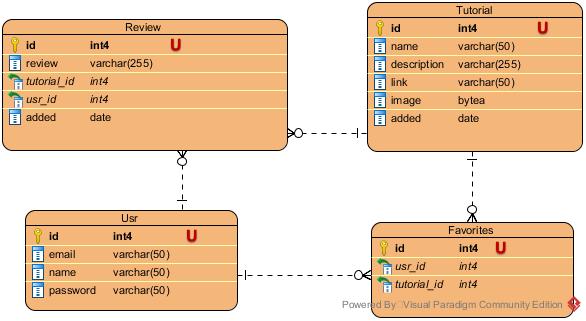 Review
id int4 U
review varchar(255)
tutorial_id int4
usr_id int4
added date
Tutorial
id int4 U
name varchar(50)
description varchar(255)
link varchar(50)
image bytea
added date
Usr
id int4 U
email varchar(50)
name varchar(50)
password varchar(50)
Favorites
id int4 U
usr_id int4
tutorial_id int4
Powered By Visual Paradigm Community Edition